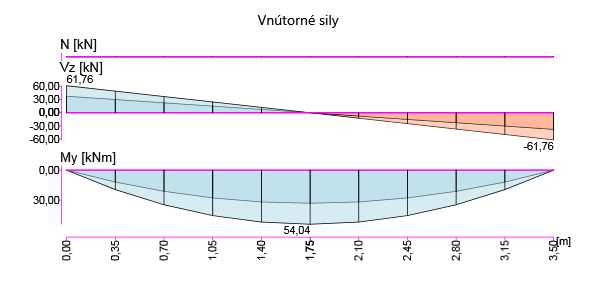 Vnútorné sily
N [kN]
Vz [kN]
61,76
60,00
30,00
0,00
-30,00
-60,00
-61,76
My [kNm]
0,00
30,00
54,04
0,00 0,35 0,70 1,05 1,40 1,75 2,10 2,45 2,80 3,15 3,50 [m]